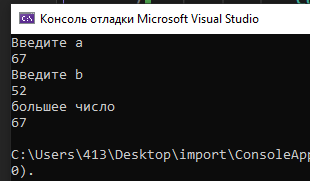 Консоль отладки Microsoft Visual Studio
Введите a
67
Введите b
52
большее число
67
C:\Users\413\Desktop\import\ConsoleApp
0).